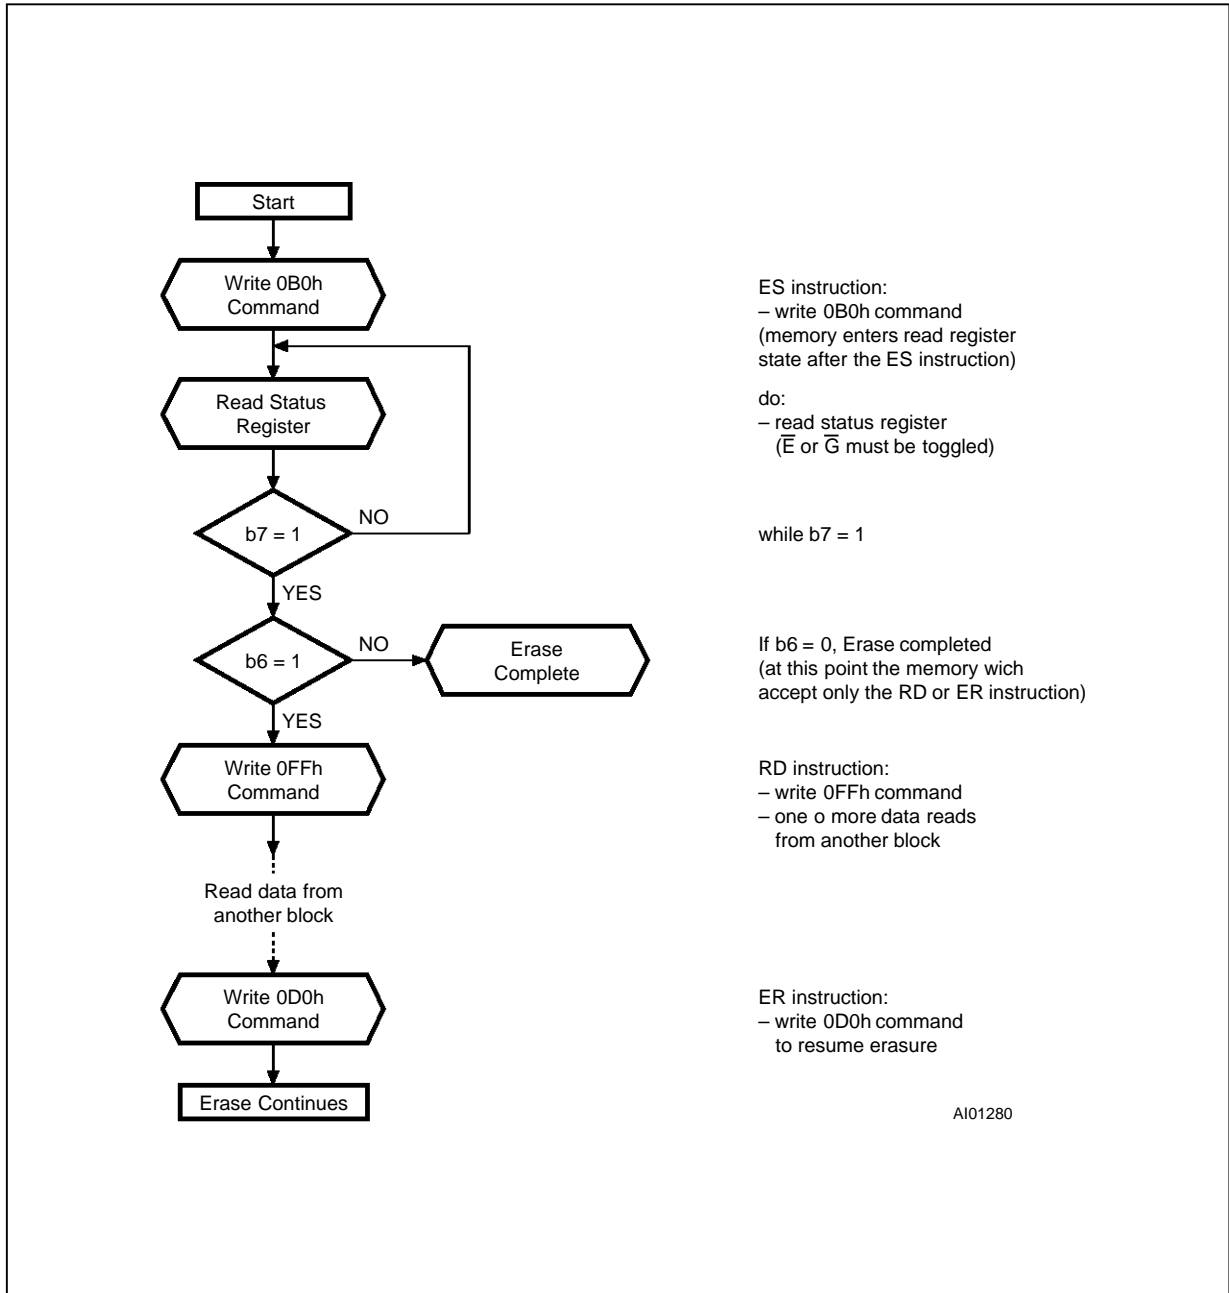 Start
Write 0B0h
Command
Read Status
Register
b7 = 1
NO
YES
b6 = 1
NO
Erase
Complete
YES
Write 0FFh
Command
Read data from
another block
Write 0D0h
Command
Erase Continues
ES instruction:
– write 0B0h command
(memory enters read register
state after the ES instruction)
do:
– read status register
(E̅ or G̅ must be toggled)
while b7 = 1
If b6 = 0, Erase completed
(at this point the memory wich
accept only the RD or ER instruction)
RD instruction:
– write 0FFh command
– one o more data reads
from another block
ER instruction:
– write 0D0h command
to resume erasure
AI01280